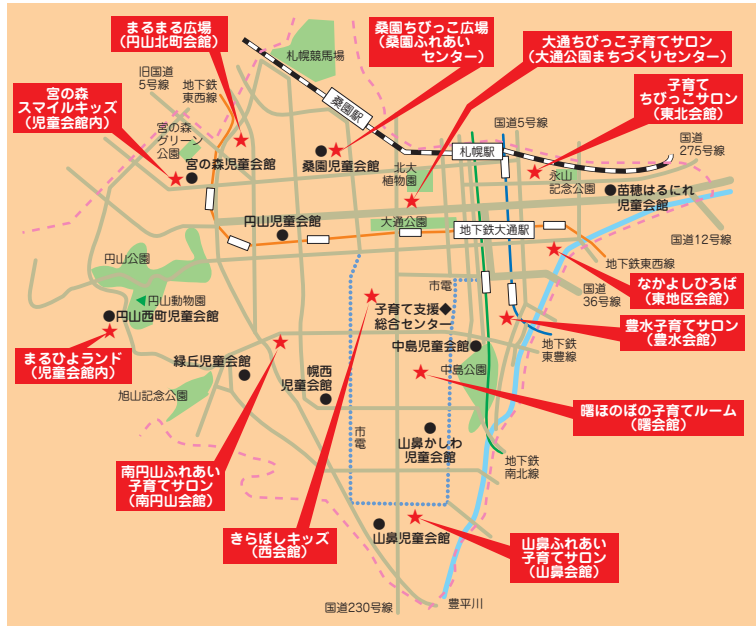 まるまる広場
（円山北町会館）
桑園ちびっこ広場
（桑園ふれあい
センター）
大通ちびっこ子育てサロン
（大通公園まちづくりセンター）
子育て
ちびっこサロン
（東北会館）
宮の森
スマイルキッズ
（児童会館内）
旧国道
5号線
地下鉄
東西線
札幌競馬場
桑園駅
国道5号線
国道
275号線
宮の森
グリーン
公園
宮の森児童会館
桑園児童会館
札幌駅
北大
植物園
永山
記念公園
苗穂はるにれ
児童会館
円山児童会館
大通公園
地下鉄大通駅
国道12号線
地下鉄東西線
円山公園
円山動物園
円山西町児童会館
市電
国道
36号線
なかよしひろば
（東地区会館）
子育て支援◆
総合センター
豊水子育てサロン
（豊水会館）
まるひよランド
（児童会館内）
緑丘児童会館
旭山記念公園
幌西
児童会館
中島児童会館
中島公園
地下鉄
東豊線
曙ほのぼの子育てルーム
（曙会館）
市電
山鼻かしわ
児童会館
地下鉄
南北線
南円山ふれあい
子育てサロン
（南円山会館）
きらぼしキッズ
（西会館）
山鼻児童会館
山鼻ふれあい
子育てサロン
（山鼻会館）
国道230号線
豊平川